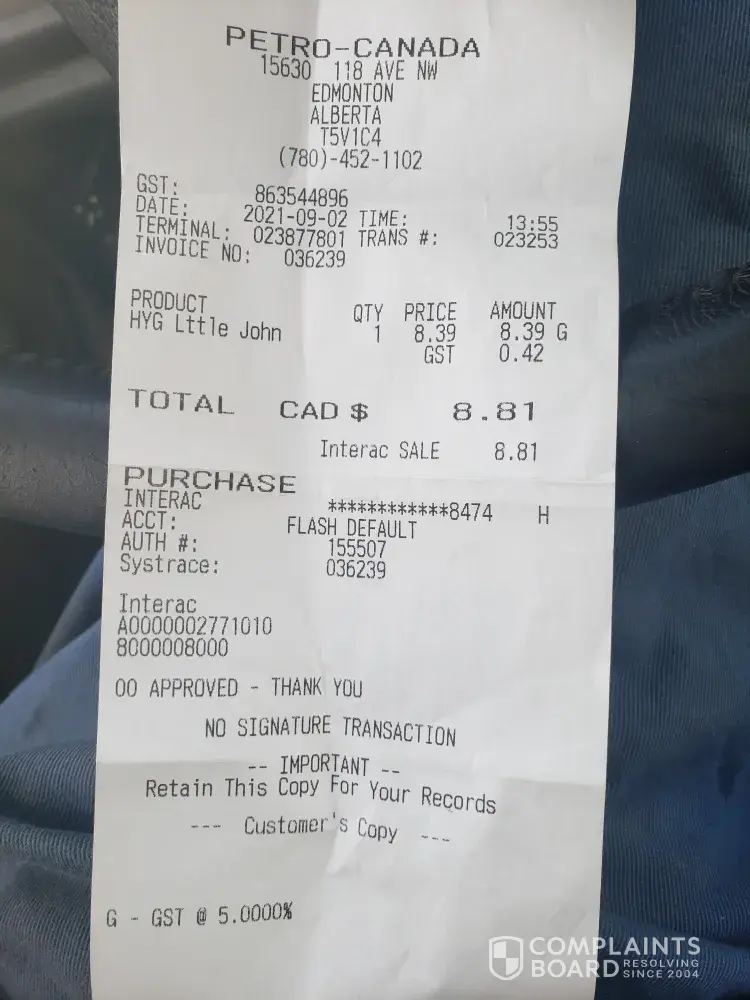 PETRO-CANADA
15630 118 AVE NW
EDMONTON
ALBERTA
T5V1C4
(780)-452-1102
GST: 863544896
DATE: 2021-09-02 TIME: 13:55
TERMINAL: 023877801 TRANS #: 023253
INVOICE NO: 036239
PRODUCT QTY PRICE AMOUNT
HYG Lttle John 1 8.39 8.39 G
GST 0.42
TOTAL CAD $ 8.81
Interac SALE 8.81
PURCHASE
INTERAC ************8474 H
ACCT: FLASH DEFAULT
AUTH #: 155507
Systrace: 036239
Interac
A0000002771010
8000008000
00 APPROVED - THANK YOU
NO SIGNATURE TRANSACTION
-- IMPORTANT --
Retain This Copy For Your Records
--- Customer's Copy ---
G - GST @ 5.0000%
COMPLAINTS
BOARD RESOLVING SINCE 2004